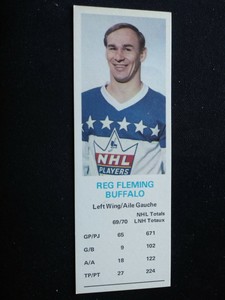 NHL
PLAYERS
REG FLEMING
BUFFALO
Left Wing/Aile Gauche
NHL Totals
69/70 LNH Totaux
GP/PJ 65 671
G/B 9 102
A/A 18 122
TP/PT 27 224